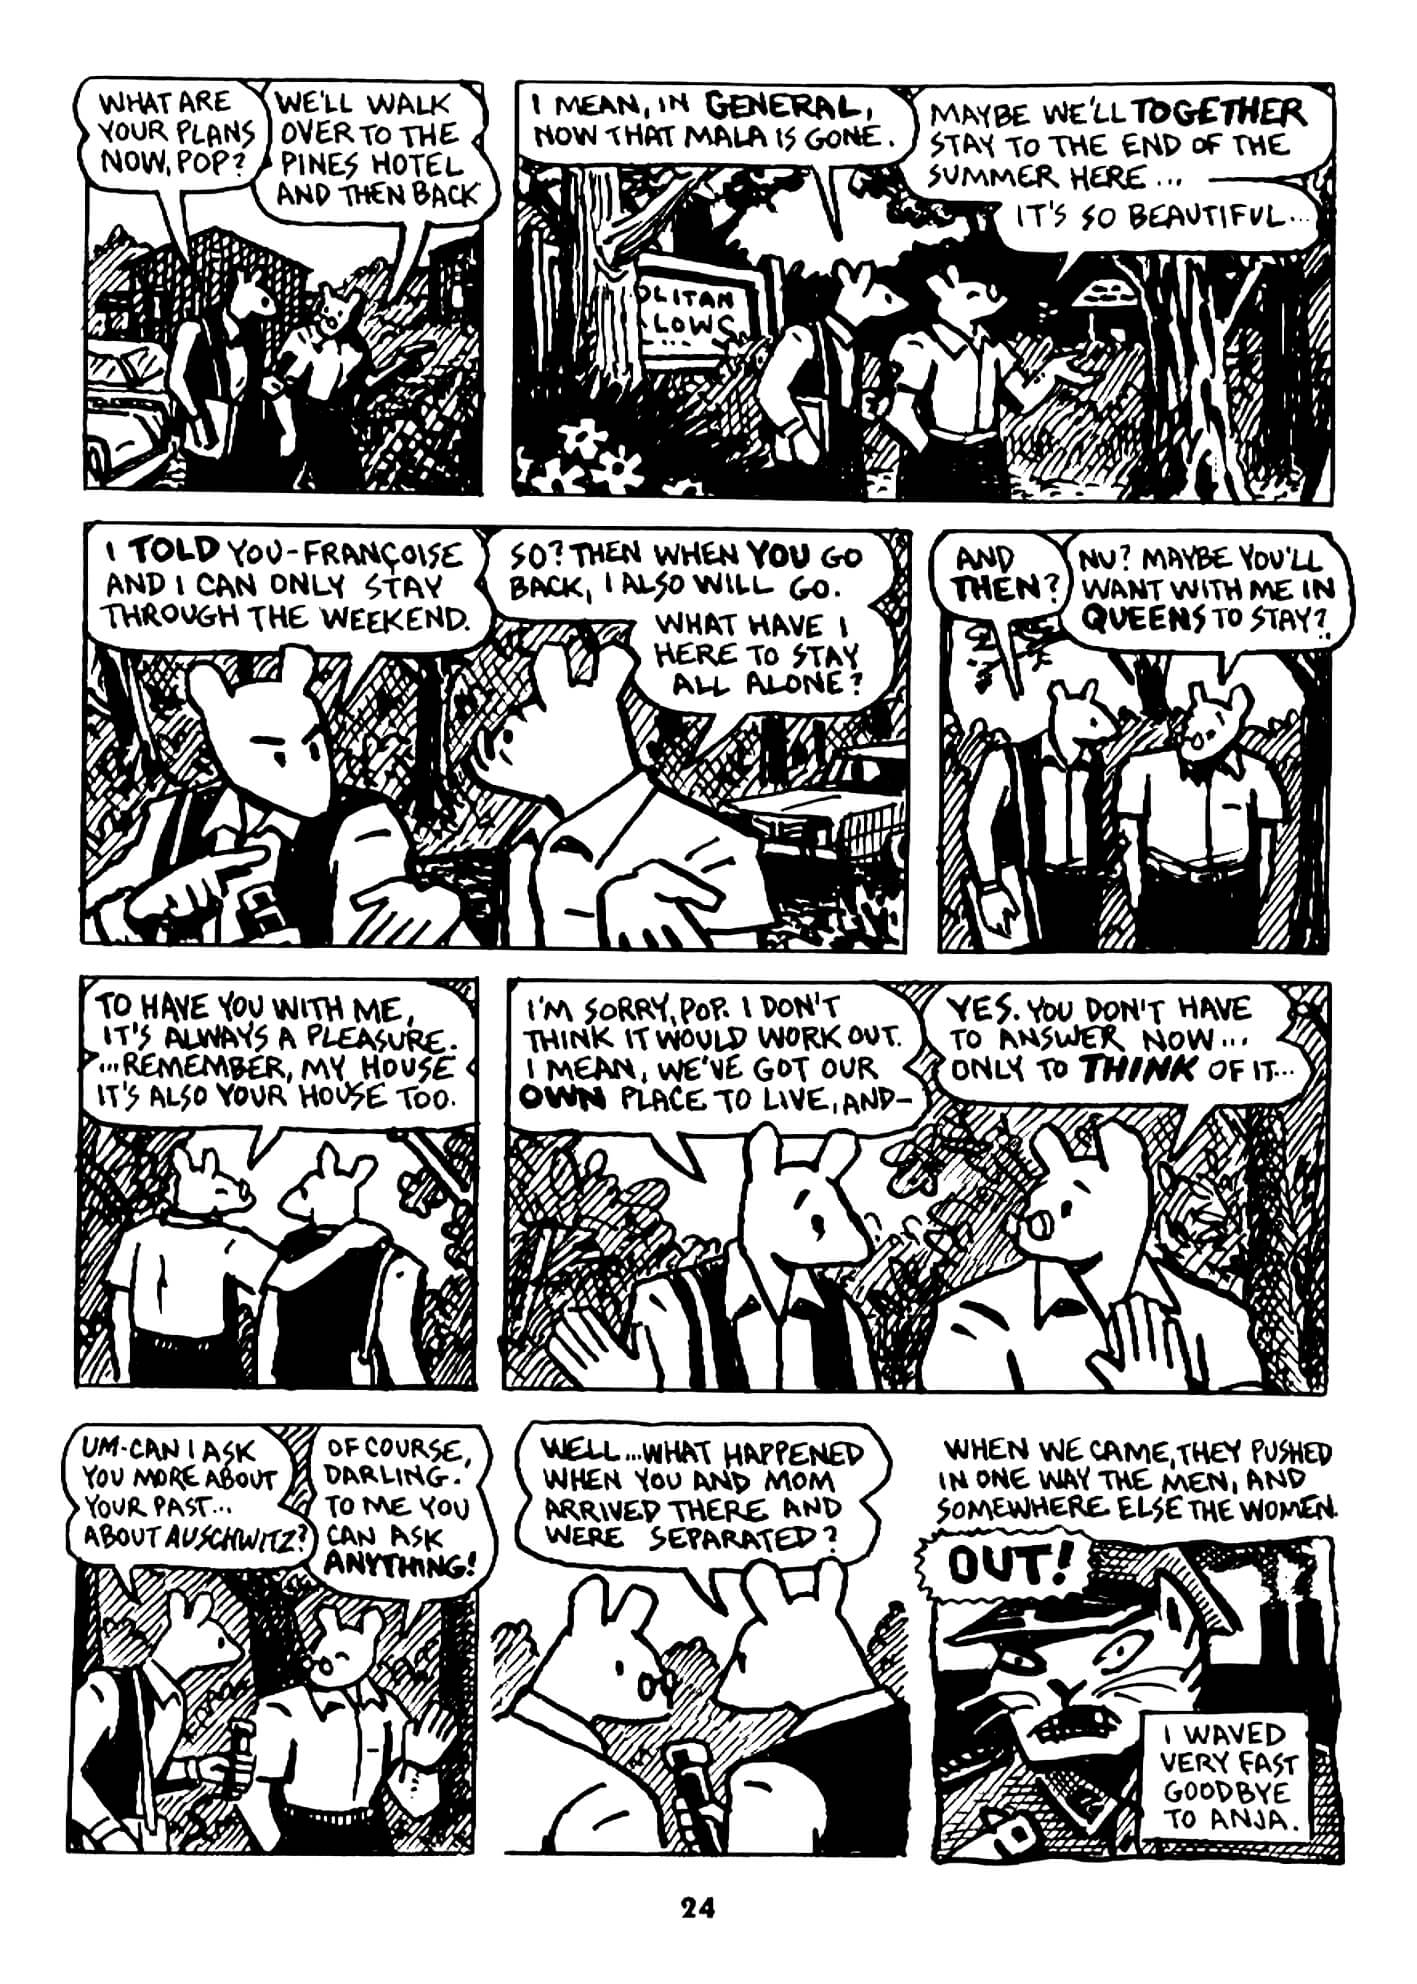 WHAT ARE
YOUR PLANS
NOW, POP?
WE'LL WALK
OVER TO THE
PINES HOTEL
AND THEN BACK
I MEAN, IN GENERAL,
NOW THAT MALA IS GONE.
MAYBE WE'LL TOGETHER
STAY TO THE END OF THE
SUMMER HERE...
IT'S SO BEAUTIFUL...
OLITAN
LOWS
I TOLD YOU-FRANÇOISE
AND I CAN ONLY STAY
THROUGH THE WEEKEND.
SO? THEN WHEN YOU GO
BACK, I ALSO WILL GO.
WHAT HAVE I
HERE TO STAY
ALL ALONE?
AND
THEN?
NU? MAYBE YOU'LL
WANT WITH ME IN
QUEENS TO STAY?
TO HAVE YOU WITH ME,
IT'S ALWAYS A PLEASURE.
...REMEMBER, MY HOUSE
IT'S ALSO YOUR HOUSE TOO.
I'M SORRY, POP. I DON'T
THINK IT WOULD WORK OUT.
I MEAN, WE'VE GOT OUR
OWN PLACE TO LIVE, AND-
YES. YOU DON'T HAVE
TO ANSWER NOW...
ONLY TO THINK OF IT...
UM-CAN I ASK
YOU MORE ABOUT
YOUR PAST...
ABOUT AUSCHWITZ?
OF COURSE,
DARLING.
TO ME YOU
CAN ASK
ANYTHING!
WELL...WHAT HAPPENED
WHEN YOU AND MOM
ARRIVED THERE AND
WERE SEPARATED?
WHEN WE CAME, THEY PUSHED
IN ONE WAY THE MEN, AND
SOMEWHERE ELSE THE WOMEN.
OUT!
I WAVED
VERY FAST
GOODBYE
TO ANJA.
24